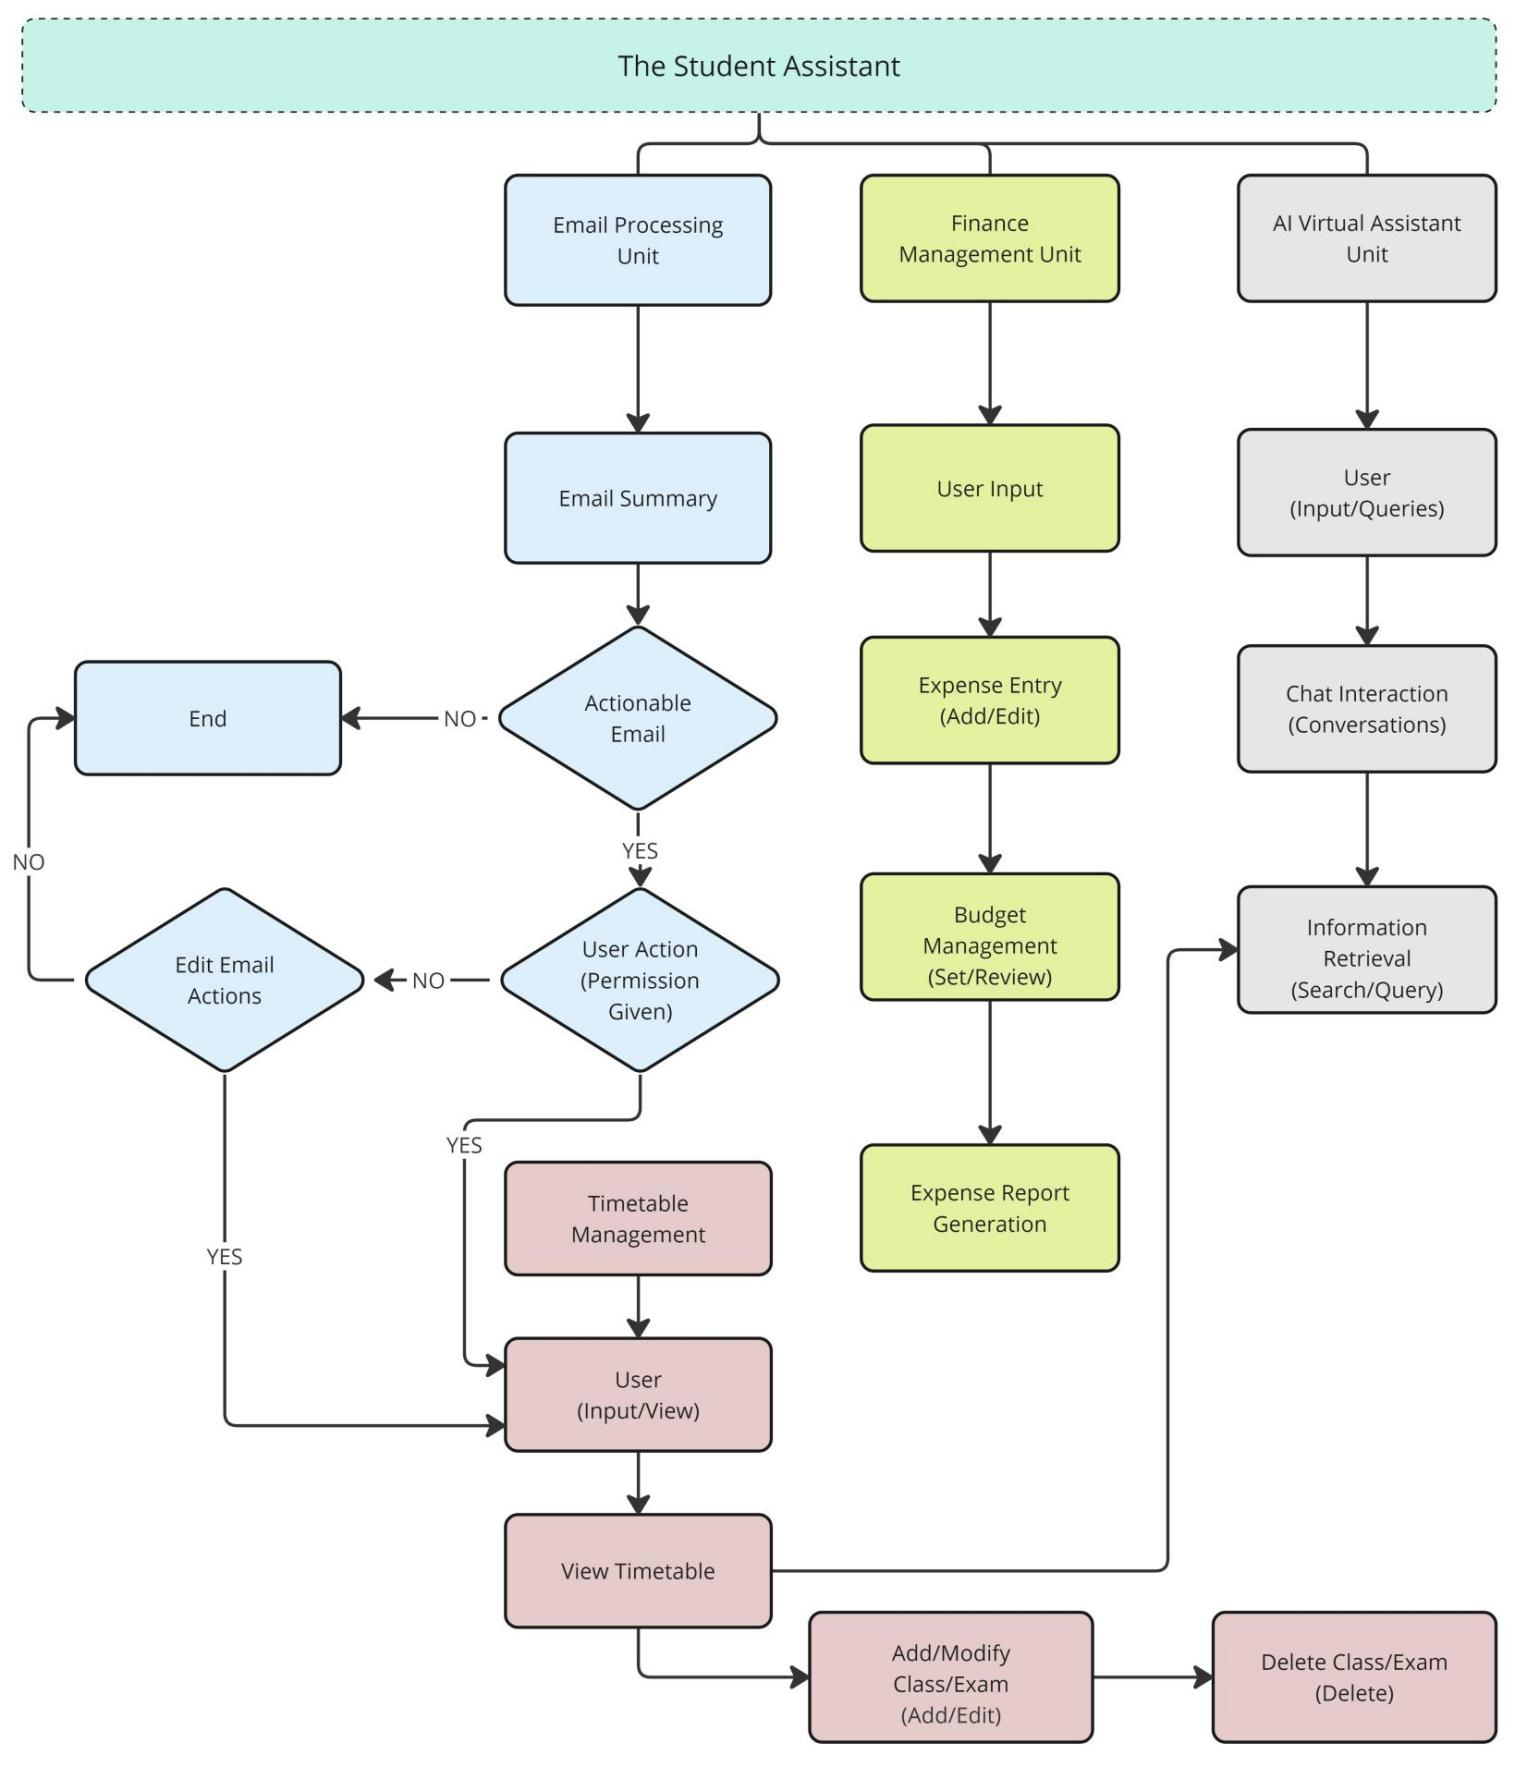 The Student Assistant
Email Processing
Unit
Finance
Management Unit
AI Virtual Assistant
Unit
Email Summary
User Input
User
(Input/Queries)
Actionable
Email
NO
End
Expense Entry
(Add/Edit)
Chat Interaction
(Conversations)
YES
NO
Edit Email
Actions
NO
User Action
(Permission
Given)
Budget
Management
(Set/Review)
Information
Retrieval
(Search/Query)
YES
YES
Timetable
Management
Expense Report
Generation
User
(Input/View)
View Timetable
Add/Modify
Class/Exam
(Add/Edit)
Delete Class/Exam
(Delete)